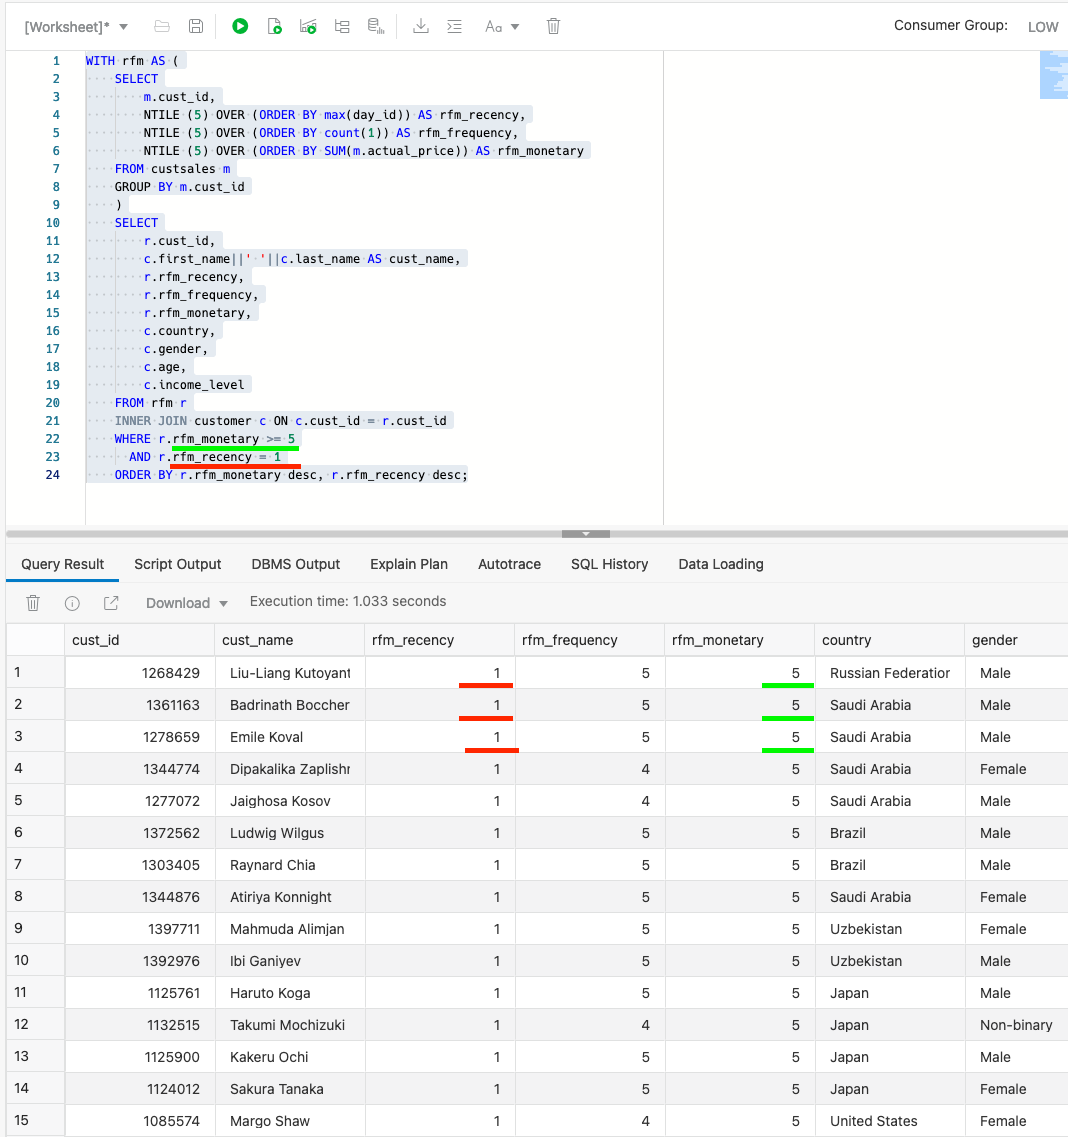 [Worksheet]* Aa Consumer Group: LOW
1 WITH rfm AS (
2 SELECT
3 m.cust_id,
4 NTILE (5) OVER (ORDER BY max(day_id)) AS rfm_recency,
5 NTILE (5) OVER (ORDER BY count(1)) AS rfm_frequency,
6 NTILE (5) OVER (ORDER BY SUM(m.actual_price)) AS rfm_monetary
7 FROM custsales m
8 GROUP BY m.cust_id
9 )
10 SELECT
11 r.cust_id,
12 c.first_name||' '||c.last_name AS cust_name,
13 r.rfm_recency,
14 r.rfm_frequency,
15 r.rfm_monetary,
16 c.country,
17 c.gender,
18 c.age,
19 c.income_level
20 FROM rfm r
21 INNER JOIN customer c ON c.cust_id = r.cust_id
22 WHERE r.rfm_monetary >= 5
23 AND r.rfm_recency = 1
24 ORDER BY r.rfm_monetary desc, r.rfm_recency desc;
Query Result Script Output DBMS Output Explain Plan Autotrace SQL History Data Loading
Download Execution time: 1.033 seconds
cust_id cust_name rfm_recency rfm_frequency rfm_monetary country gender
1 1268429 Liu-Liang Kutoyant 1 5 5 Russian Federation Male
2 1361163 Badrinath Boccher 1 5 5 Saudi Arabia Male
3 1278659 Emile Koval 1 5 5 Saudi Arabia Male
4 1344774 Dipakalika Zaplishn 1 4 5 Saudi Arabia Female
5 1277072 Jaighosa Kosov 1 4 5 Saudi Arabia Male
6 1372562 Ludwig Wilgus 1 5 5 Brazil Male
7 1303405 Raynard Chia 1 5 5 Brazil Male
8 1344876 Atiriya Konnight 1 5 5 Saudi Arabia Female
9 1397711 Mahmuda Alimjan 1 5 5 Uzbekistan Female
10 1392976 Ibi Ganiyev 1 5 5 Uzbekistan Male
11 1125761 Haruto Koga 1 5 5 Japan Male
12 1132515 Takumi Mochizuki 1 4 5 Japan Non-binary
13 1125900 Kakeru Ochi 1 5 5 Japan Male
14 1124012 Sakura Tanaka 1 5 5 Japan Female
15 1085574 Margo Shaw 1 4 5 United States Female